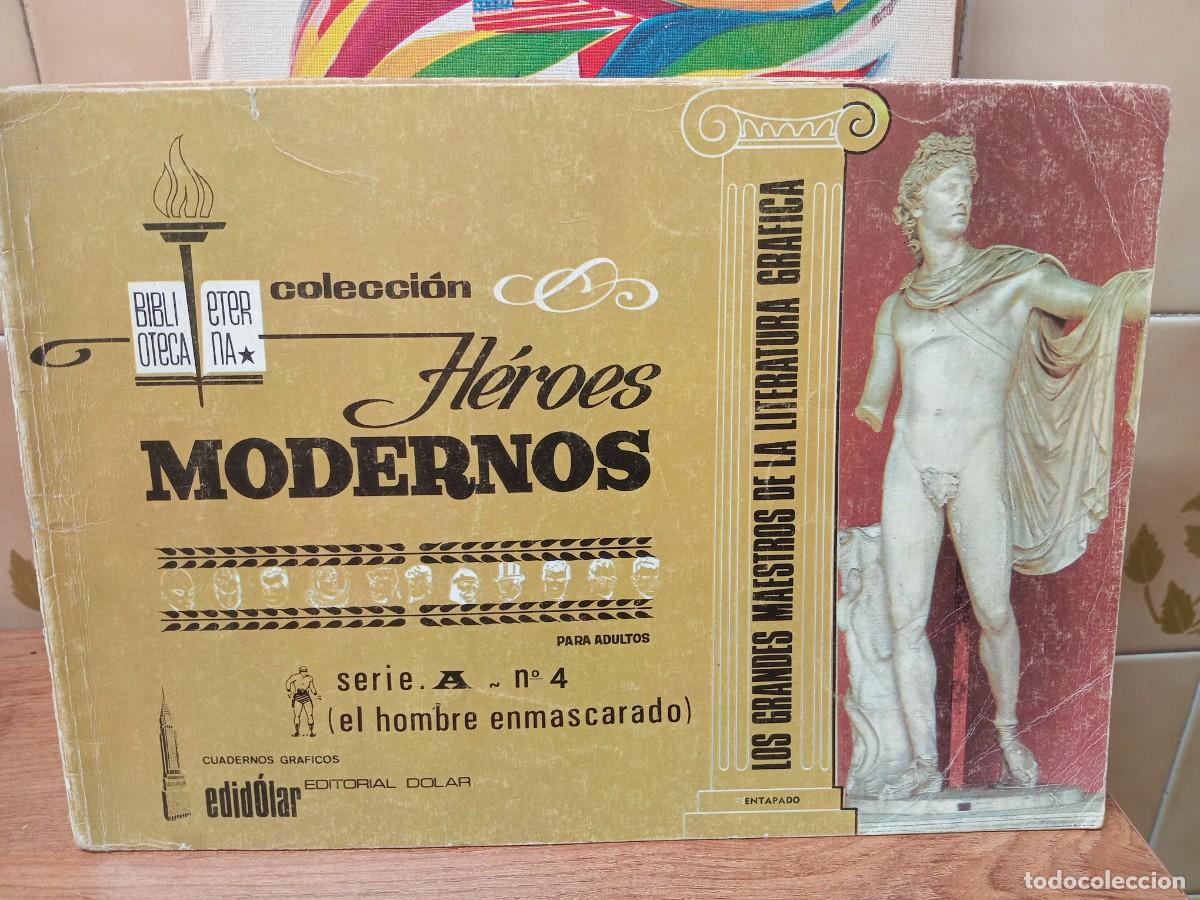 BIBLI ETER
OTECA NA★
colección
Héroes
MODERNOS
PARA ADULTOS
serie. A ~ nº 4
(el hombre enmascarado)
CUADERNOS GRAFICOS
edidÓlar EDITORIAL DOLAR
LOS GRANDES MAESTROS DE LA LITERATURA GRAFICA
ENTAPADO
todocoleccion